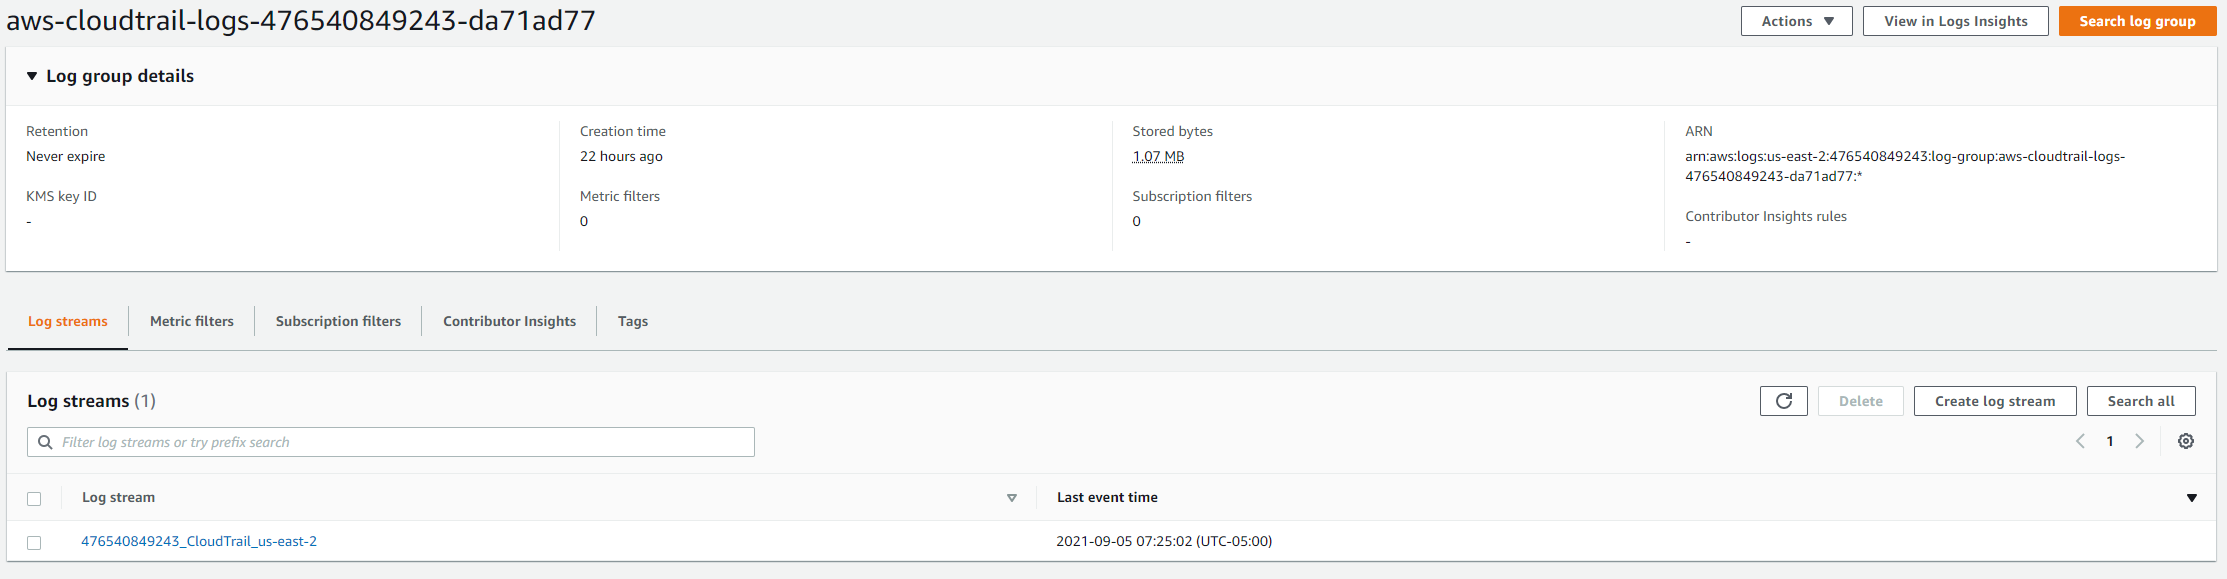 aws-cloudtrail-logs-476540849243-da71ad77
Actions
View in Logs Insights
Search log group
Log group details
Retention
Never expire
KMS key ID
-
Creation time
22 hours ago
Metric filters
0
Stored bytes
1.07 MB
Subscription filters
0
ARN
arn:aws:logs:us-east-2:476540849243:log-group:aws-cloudtrail-logs-
476540849243-da71ad77:*
Contributor Insights rules
-
Log streams
Metric filters
Subscription filters
Contributor Insights
Tags
Log streams (1)
Delete
Create log stream
Search all
Filter log streams or try prefix search
1
Log stream
Last event time
476540849243_CloudTrail_us-east-2
2021-09-05 07:25:02 (UTC-05:00)